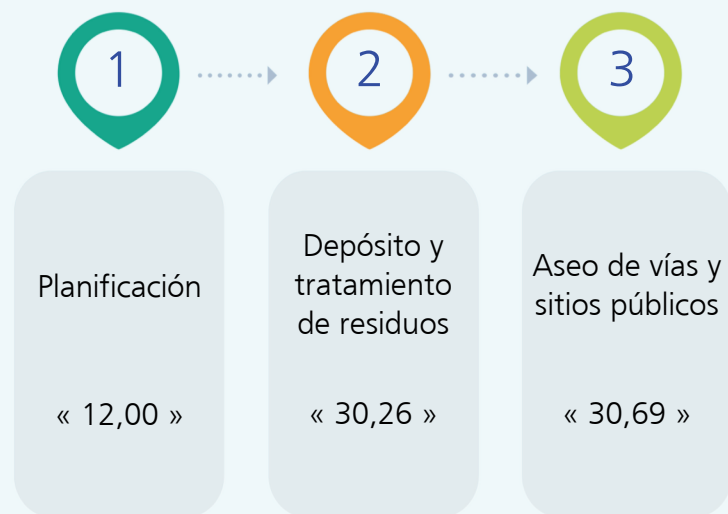 1
2
3
Planificación
« 12,00 »
Depósito y
tratamiento
de residuos
« 30,26 »
Aseo de vías y
sitios públicos
« 30,69 »